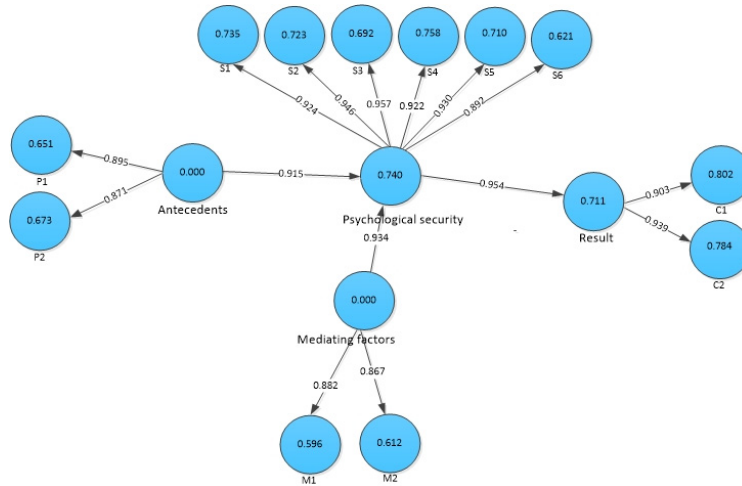 0.735
0.723
0.692
0.758
0.710
0.621
S1
S2
S3
S4
S5
S6
0.924
0.946
0.957
0.922
0.930
0.892
0.651
P1
0.895
0.871
0.673
P2
0.000
Antecedents
0.915
0.740
Psychological security
0.954
0.711
Result
0.903
0.939
0.802
C1
0.784
C2
0.934
0.000
Mediating factors
0.882
0.867
0.596
M1
0.612
M2